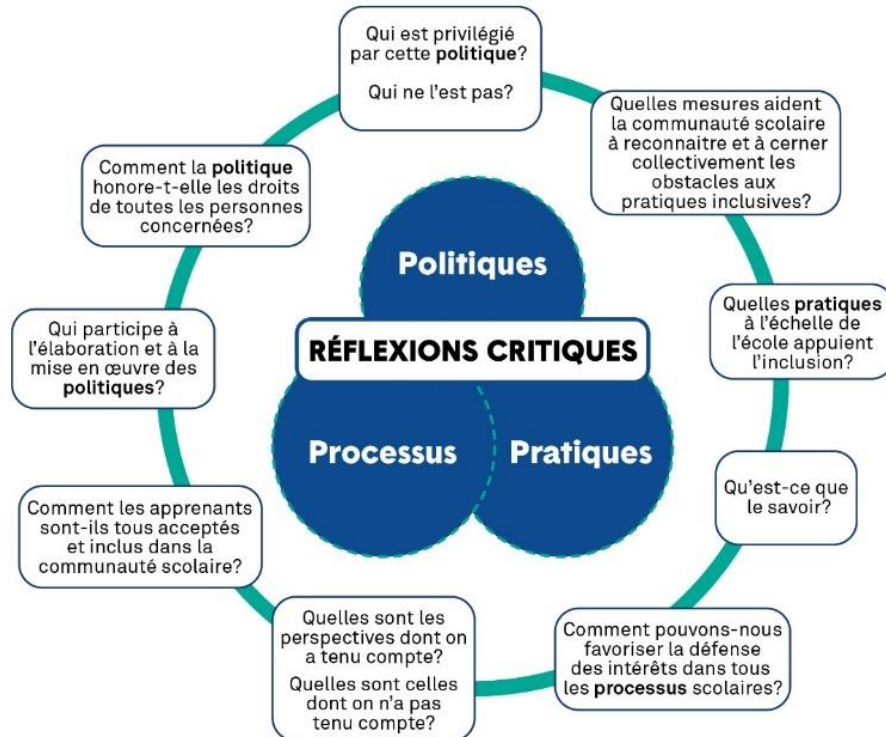 Qui est privilégié
par cette politique?
Qui ne l'est pas?
Quelles mesures aident
la communauté scolaire
à reconnaitre et à cerner
collectivement les
obstacles aux
pratiques inclusives?
Quelles pratiques
à l'échelle de
l'école appuient
l'inclusion?
Qu'est-ce que
le savoir?
Comment pouvons-nous
favoriser la défense
des intérêts dans tous
les processus scolaires?
Quelles sont les
perspectives dont on
a tenu compte?
Quelles sont celles
dont on n'a pas
tenu compte?
Comment les apprenants
sont-ils tous acceptés
et inclus dans la
communauté scolaire?
Qui participe à
l'élaboration et à la
mise en œuvre des
politiques?
Comment la politique
honore-t-elle les droits
de toutes les personnes
concernées?
Politiques
RÉFLEXIONS CRITIQUES
Processus
Pratiques